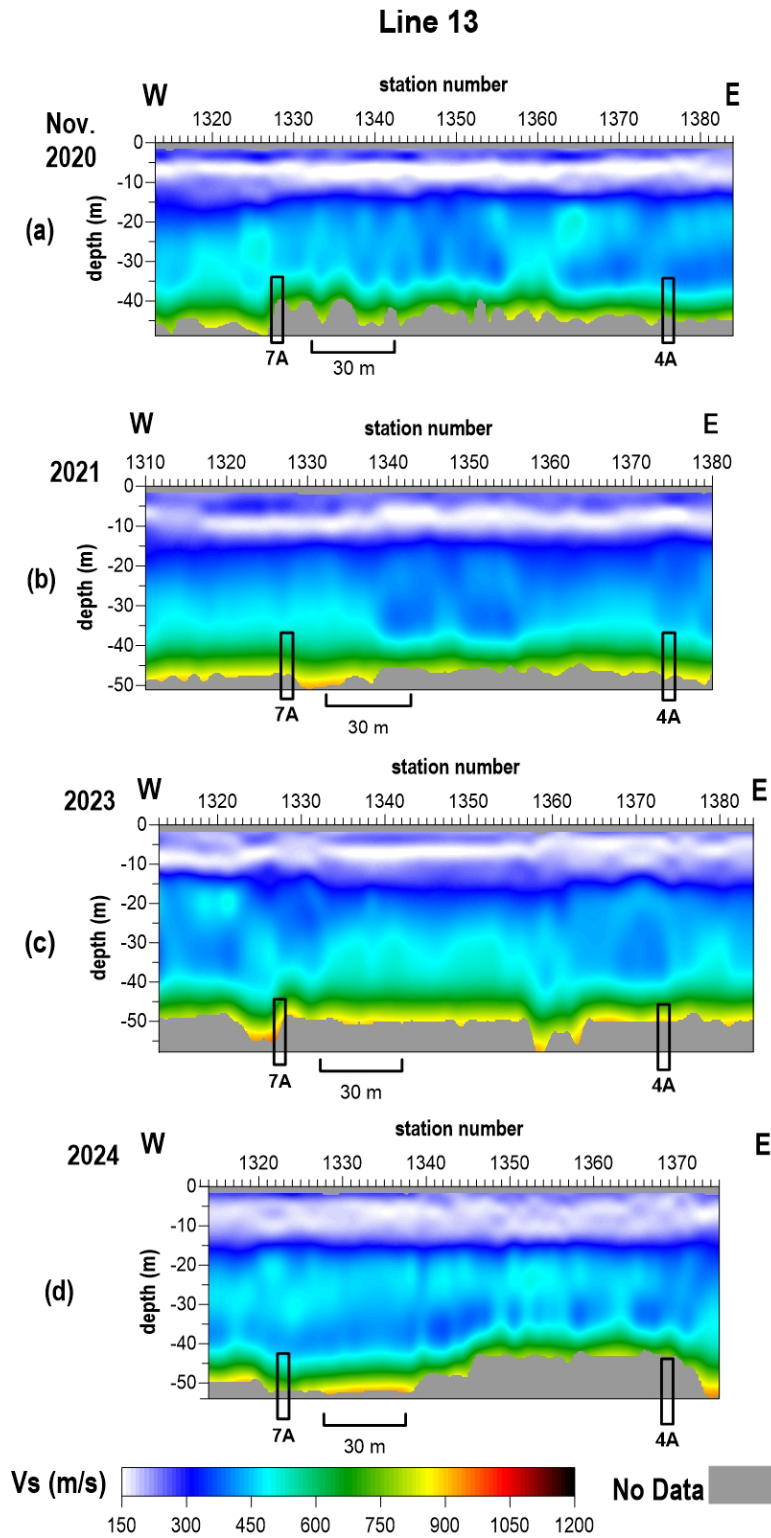 Line 13
W station number E
Nov. 2020
1320 1330 1340 1350 1360 1370 1380
0
-10
-20
-30
-40
depth (m)
(a)
7A 4A
30 m
W station number E
2021
1310 1320 1330 1340 1350 1360 1370 1380
0
-10
-20
-30
-40
-50
depth (m)
(b)
7A 4A
30 m
station number
2023 W E
1320 1330 1340 1350 1360 1370 1380
0
-10
-20
-30
-40
-50
depth (m)
(c)
7A 4A
30 m
station number
2024 W E
1320 1330 1340 1350 1360 1370
0
-10
-20
-30
-40
-50
depth (m)
(d)
7A 4A
30 m
Vs (m/s) No Data
150 300 450 600 750 900 1050 1200